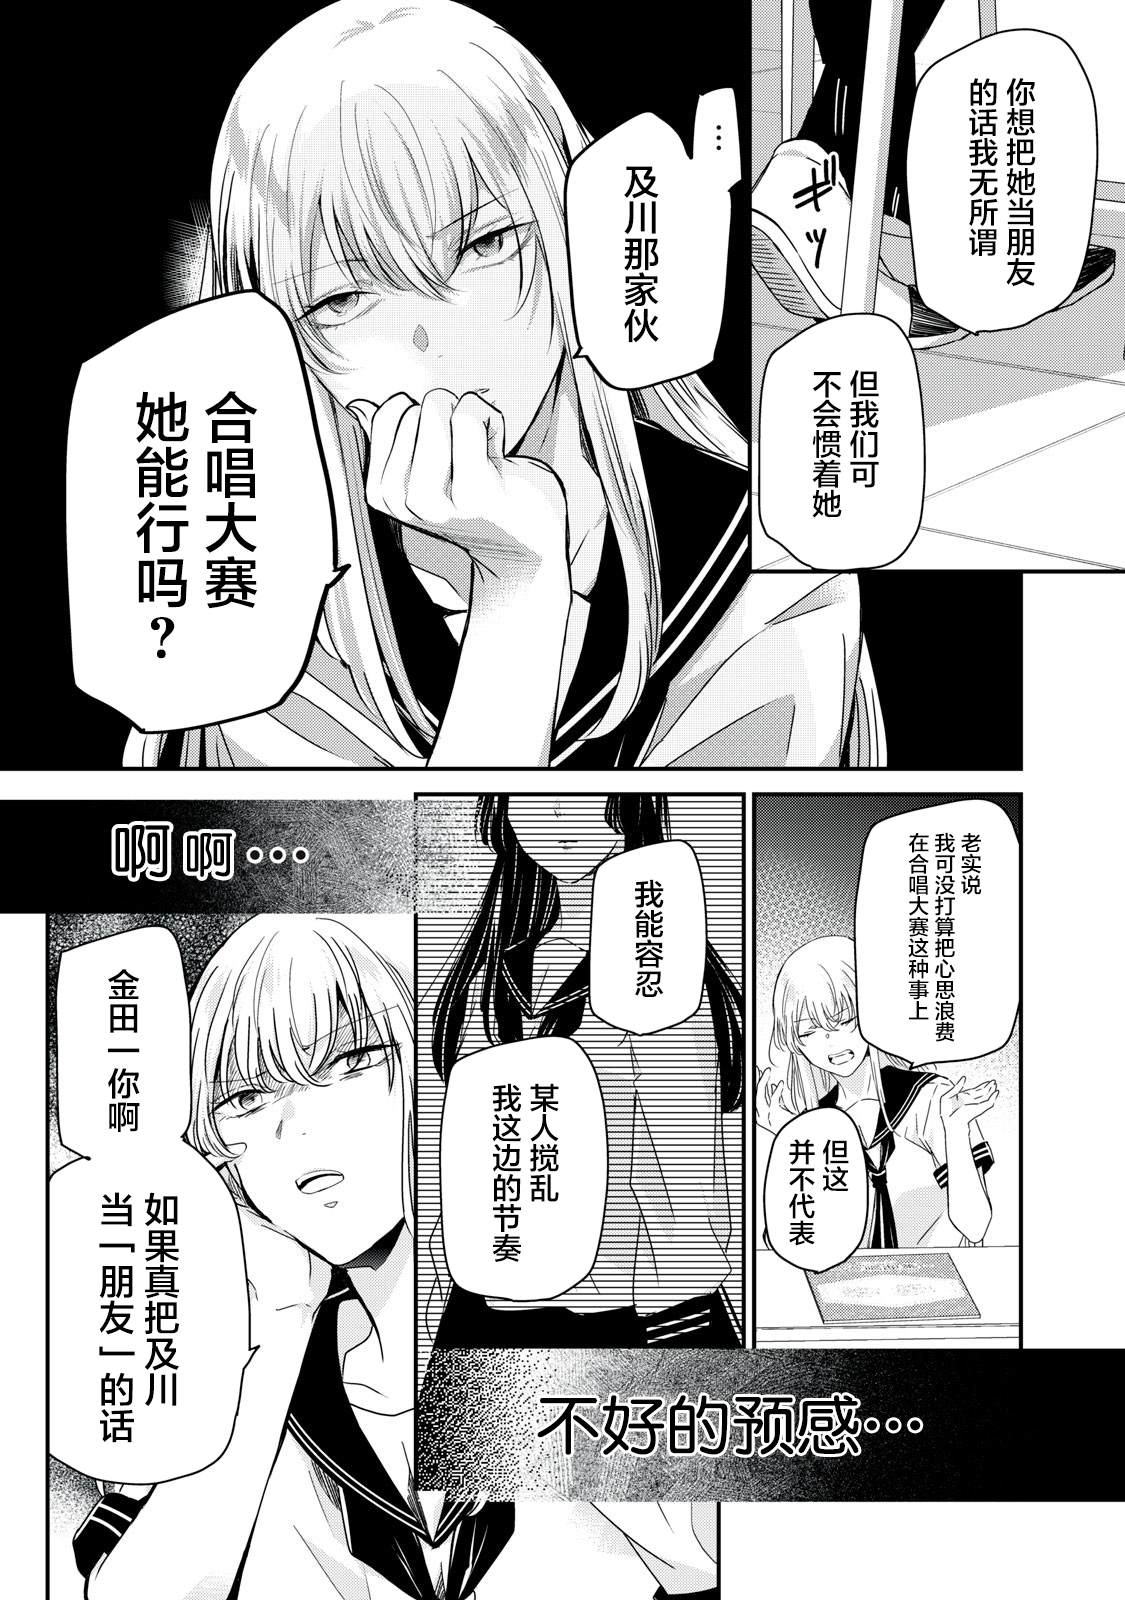 你想把她当朋友
的话我无所谓
ギ
ギ
但我们可
不会惯着她
…
及川那家伙
合唱大赛
她能行吗？
老实说
我可没打算把心思浪费
在合唱大赛这种事上
但这
并不代表
我能容忍
某人搅乱
我这边的节奏
不好的预感…
啊啊…
金田一你啊
如果真把及川
当「朋友」的话